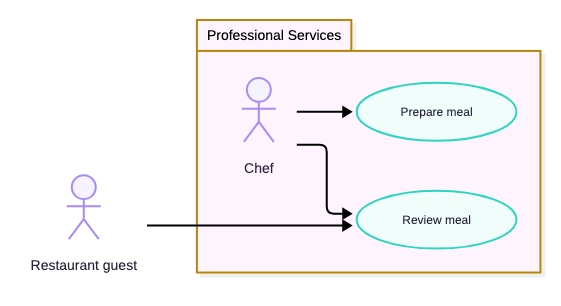 Professional Services
Prepare meal
Chef
Review meal
Restaurant guest